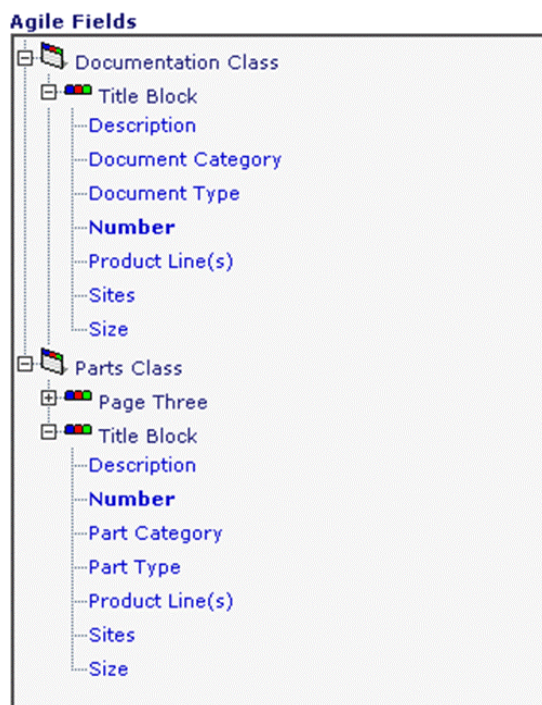 Agile Fields
Documentation Class
Title Block
Description
Document Category
Document Type
Number
Product Line(s)
Sites
Size
Parts Class
Page Three
Title Block
Description
Number
Part Category
Part Type
Product Line(s)
Sites
Size